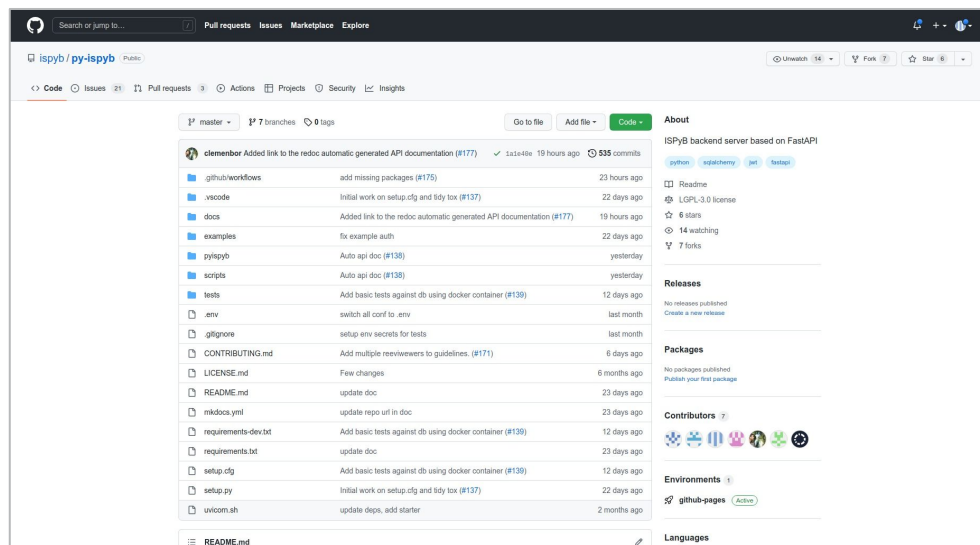 Search or jump to... /
Pull requests Issues Marketplace Explore
ispyb / py-ispyb Public
Unwatch 14 Fork 7 Star 6
Code Issues 21 Pull requests 3 Actions Projects Security Insights
master 7 branches 0 tags Go to file Add file Code
clemenbor Added link to the redoc automatic generated API documentation (#177) 1a1e40e 19 hours ago 535 commits
.github/workflows add missing packages (#175) 23 hours ago
.vscode Initial work on setup.cfg and tidy tox (#137) 22 days ago
docs Added link to the redoc automatic generated API documentation (#177) 19 hours ago
examples fix example auth 22 days ago
pyispyb Auto api doc (#138) yesterday
scripts Auto api doc (#138) yesterday
tests Add basic tests against db using docker container (#139) 12 days ago
.env switch all conf to .env last month
.gitignore setup env secrets for tests last month
CONTRIBUTING.md Add multiple reeviwewers to guidelines. (#171) 6 days ago
LICENSE.md Few changes 6 months ago
README.md update doc 23 days ago
mkdocs.yml update repo url in doc 23 days ago
requirements-dev.txt Add basic tests against db using docker container (#139) 12 days ago
requirements.txt update doc 23 days ago
setup.cfg Add basic tests against db using docker container (#139) 12 days ago
setup.py Initial work on setup.cfg and tidy tox (#137) 22 days ago
uvicorn.sh update deps, add starter 2 months ago
README.md
About
ISPyB backend server based on FastAPI
python sqlalchemy jwt fastapi
Readme
LGPL-3.0 license
6 stars
14 watching
7 forks
Releases
No releases published
Create a new release
Packages
No packages published
Publish your first package
Contributors 7
Environments 1
github-pages Active
Languages